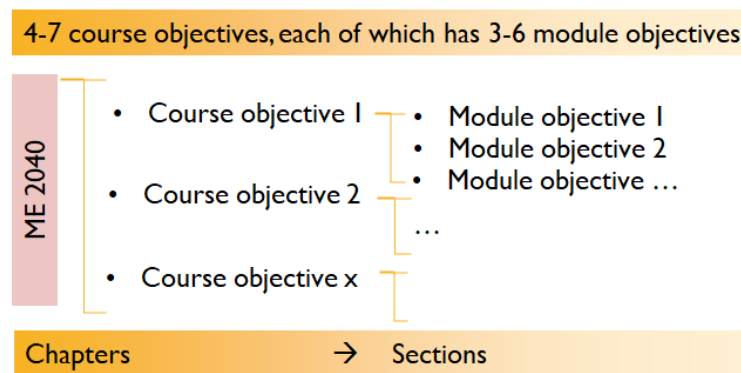 4-7 course objectives, each of which has 3-6 module objectives
ME 2040
• Course objective 1
• Module objective 1
• Module objective 2
• Module objective …
• Course objective 2
…
• Course objective x
Chapters → Sections